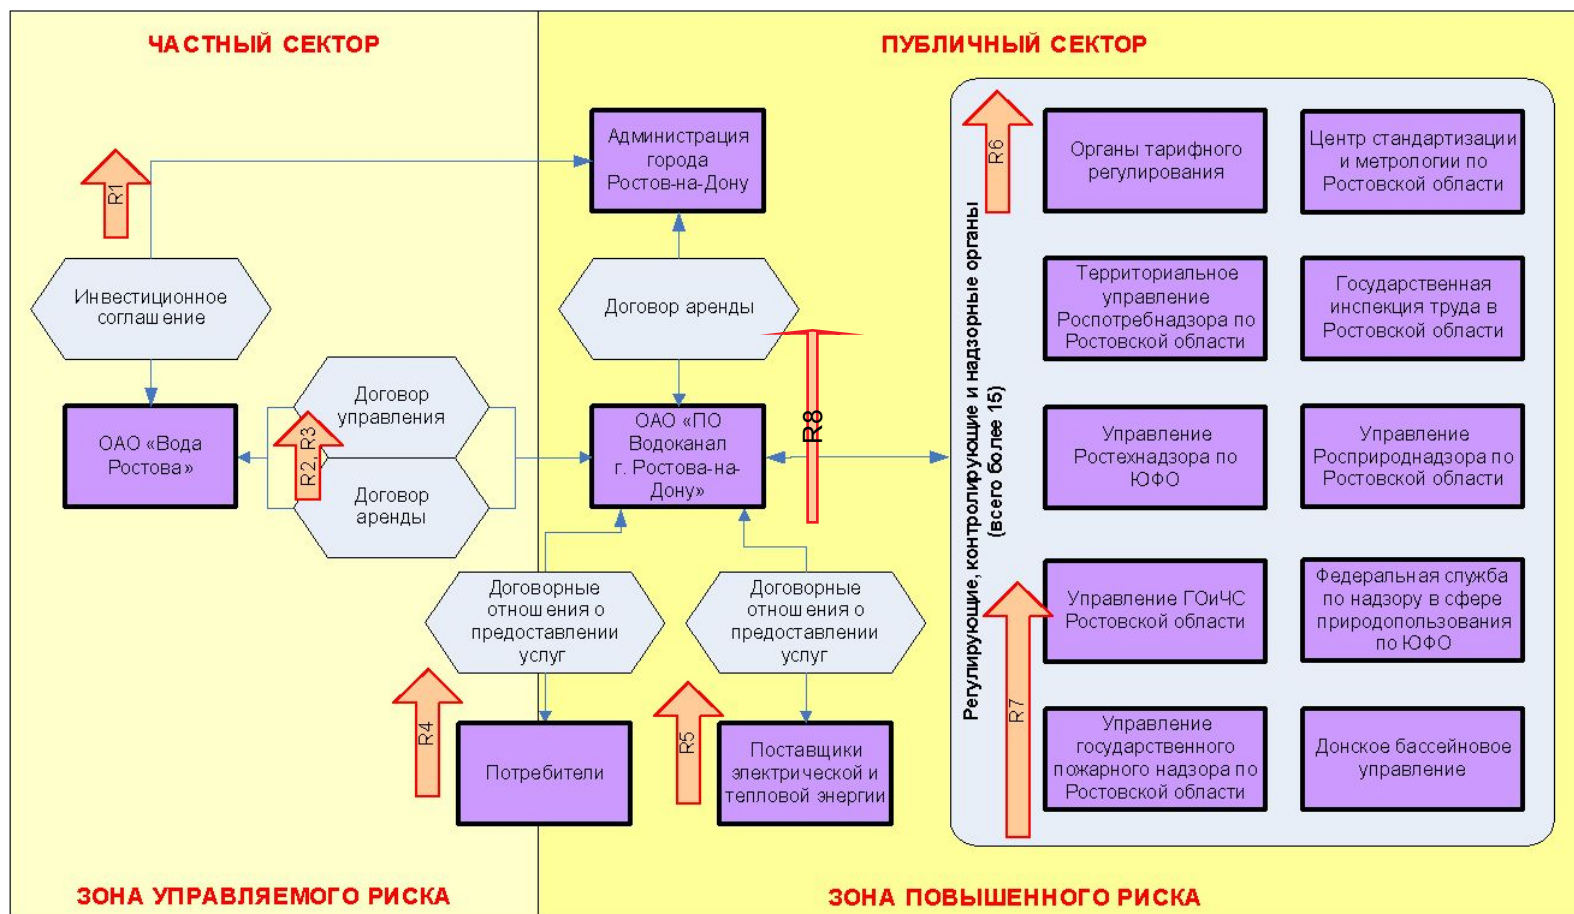 ЧАСТНЫЙ СЕКТОР
ПУБЛИЧНЫЙ СЕКТОР
R1
Инвестиционное
соглашение
ОАО «Вода
Ростова»
Договор
управления
R2, R3
Договор
аренды
Администрация
города
Ростов-на-Дону
Договор аренды
ОАО «ПО
Водоканал
г. Ростова-на-
Дону»
R8
Договорные
отношения о
предоставлении
услуг
Договорные
отношения о
предоставлении
услуг
R4
Потребители
R5
Поставщики
электрической и
тепловой энергии
Регулирующие, контролирующие и надзорные органы
(всего более 15)
R6
R7
Органы тарифного
регулирования
Центр стандартизации
и метрологии по
Ростовской области
Территориальное
управление
Роспотребнадзора по
Ростовской области
Государственная
инспекция труда в
Ростовской области
Управление
Ростехнадзора по
ЮФО
Управление
Росприроднадзора по
Ростовской области
Управление ГОиЧС
Ростовской области
Федеральная служба
по надзору в сфере
природопользования
по ЮФО
Управление
государственного
пожарного надзора по
Ростовской области
Донское бассейновое
управление
ЗОНА УПРАВЛЯЕМОГО РИСКА
ЗОНА ПОВЫШЕННОГО РИСКА